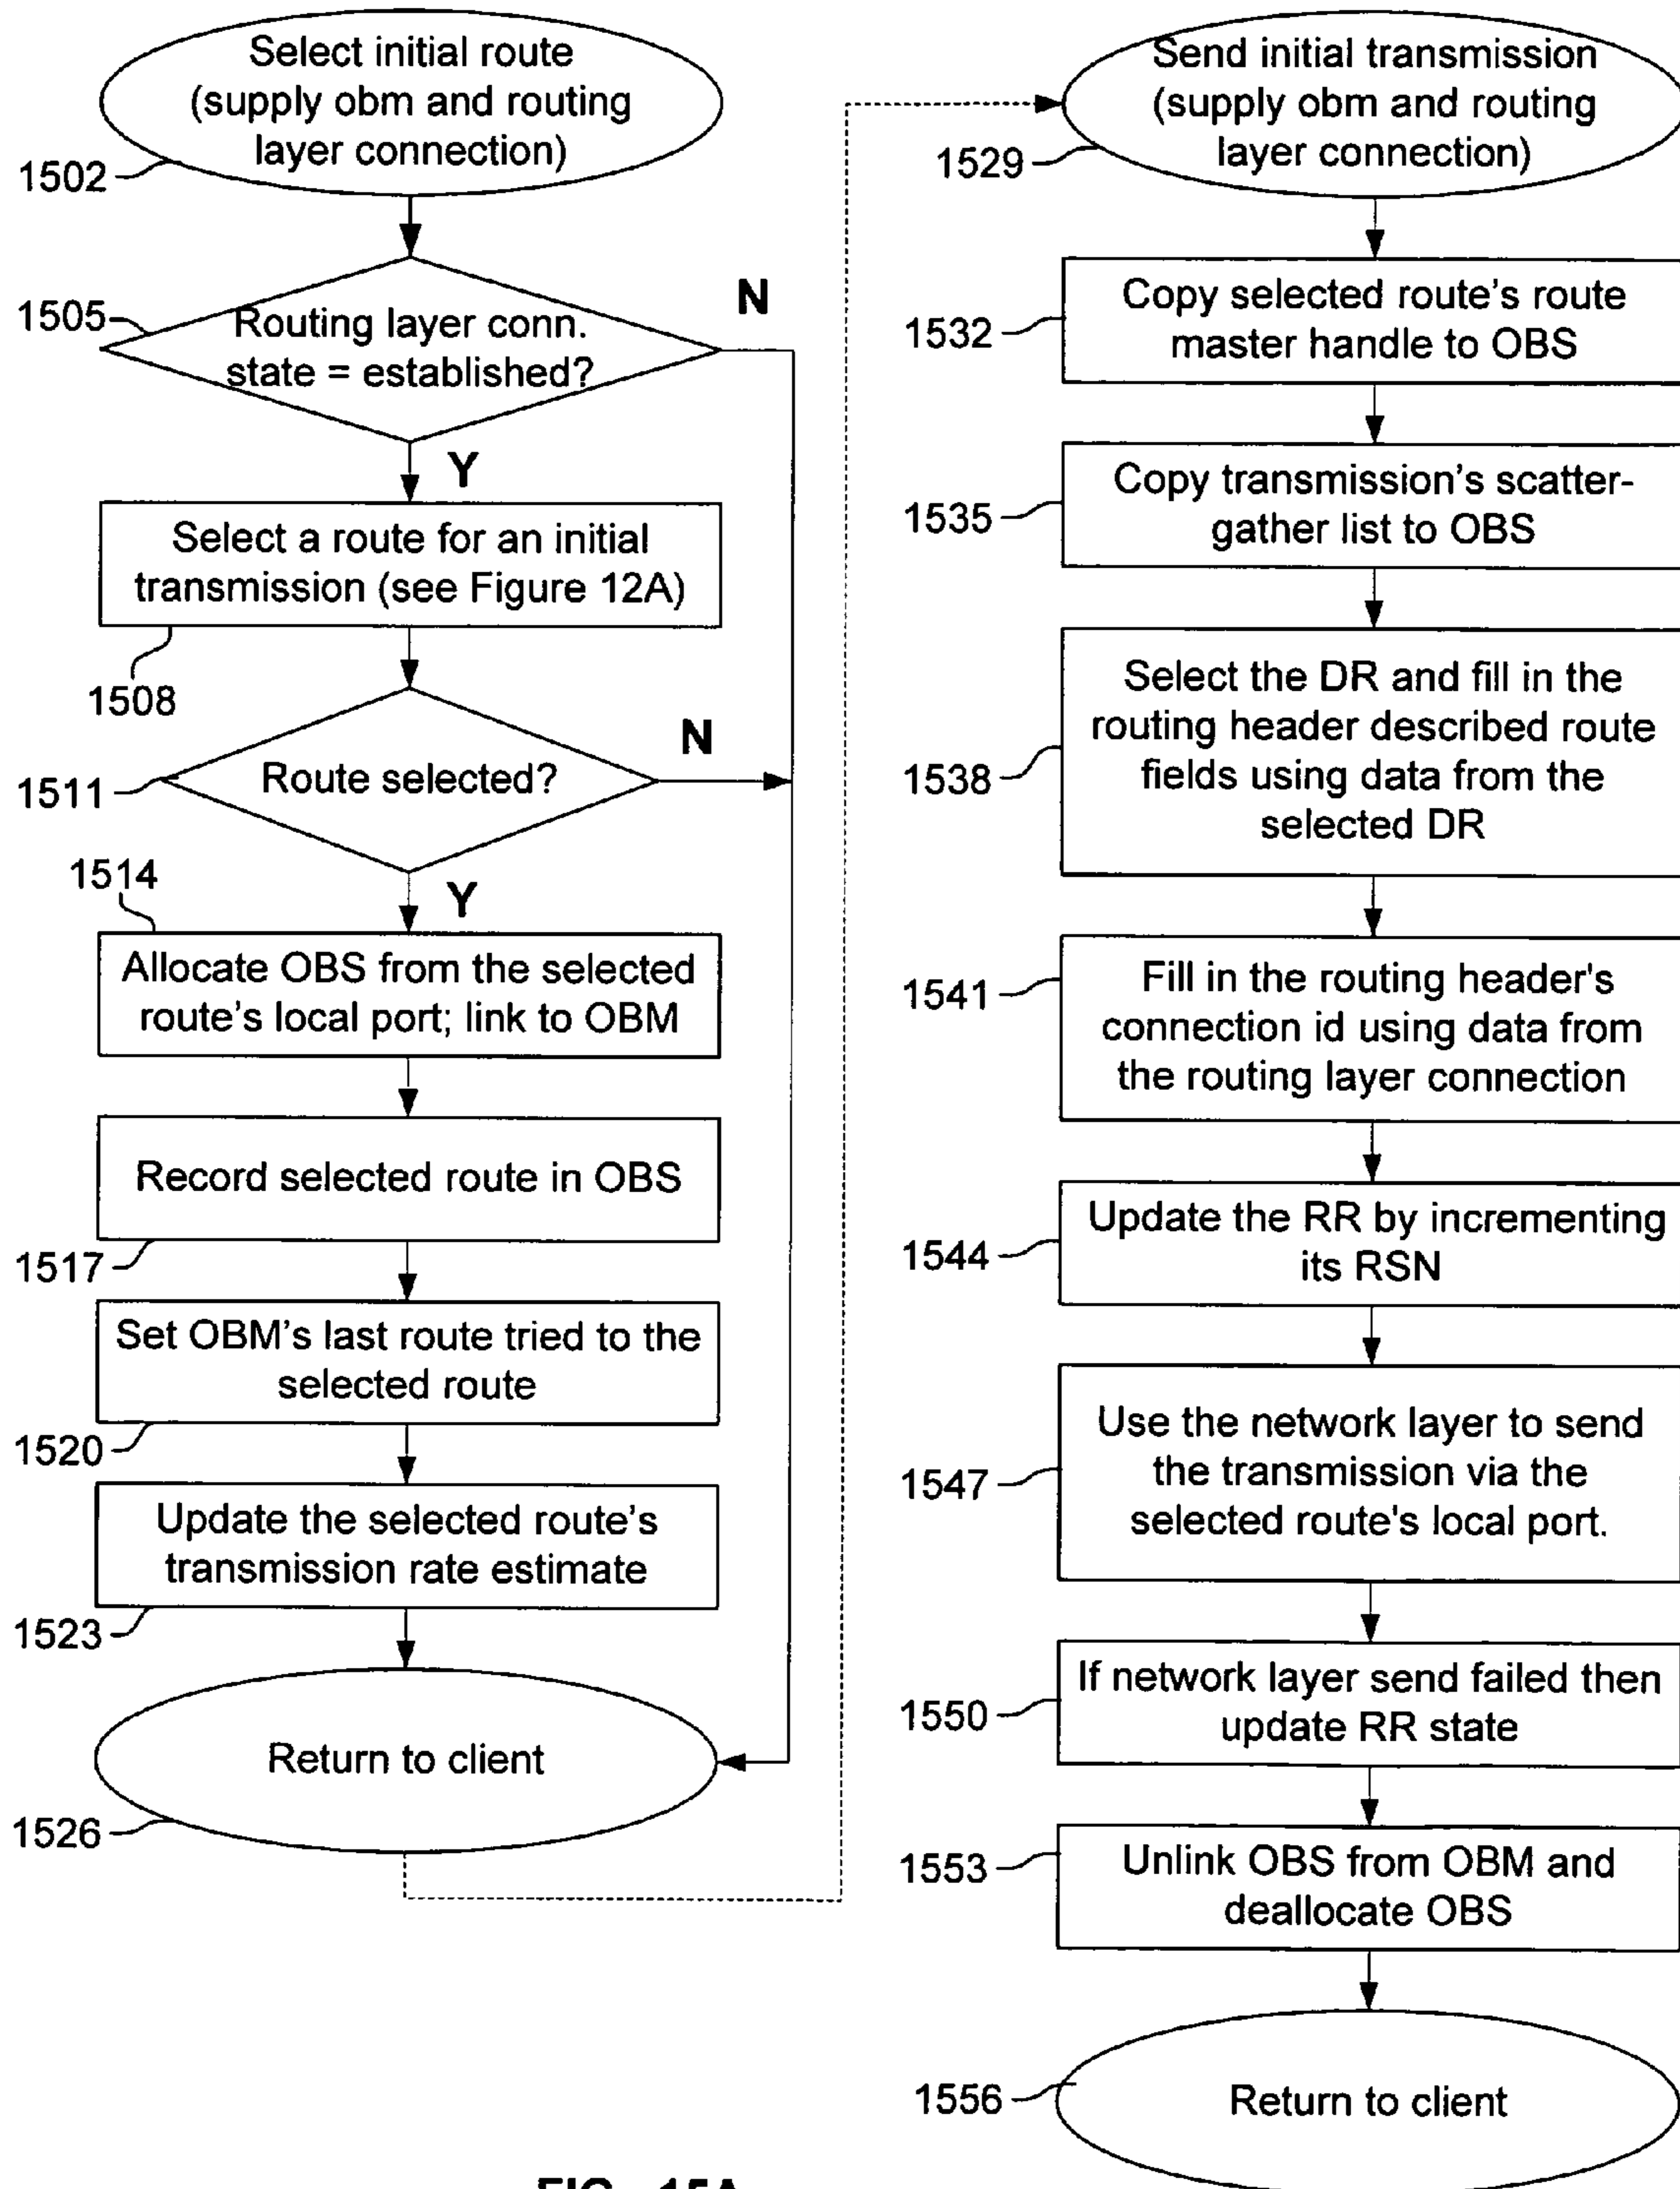 Select initial route
(supply obm and routing
layer connection)
1502
1505
Routing layer conn.
state = established?
N
Y
Select a route for an initial
transmission (see Figure 12A)
1508
1511
Route selected?
N
Y
1514
Allocate OBS from the selected
route's local port; link to OBM
Record selected route in OBS
1517
Set OBM's last route tried to the
selected route
1520
Update the selected route's
transmission rate estimate
1523
Return to client
1526
Send initial transmission
(supply obm and routing
layer connection)
1529
Copy selected route's route
master handle to OBS
1532
Copy transmission's scatter-
gather list to OBS
1535
Select the DR and fill in the
routing header described route
fields using data from the
selected DR
1538
Fill in the routing header's
connection id using data from
the routing layer connection
1541
Update the RR by incrementing
its RSN
1544
Use the network layer to send
the transmission via the
selected route's local port.
1547
If network layer send failed then
update RR state
1550
Unlink OBS from OBM and
deallocate OBS
1553
Return to client
1556
FIG. 15A